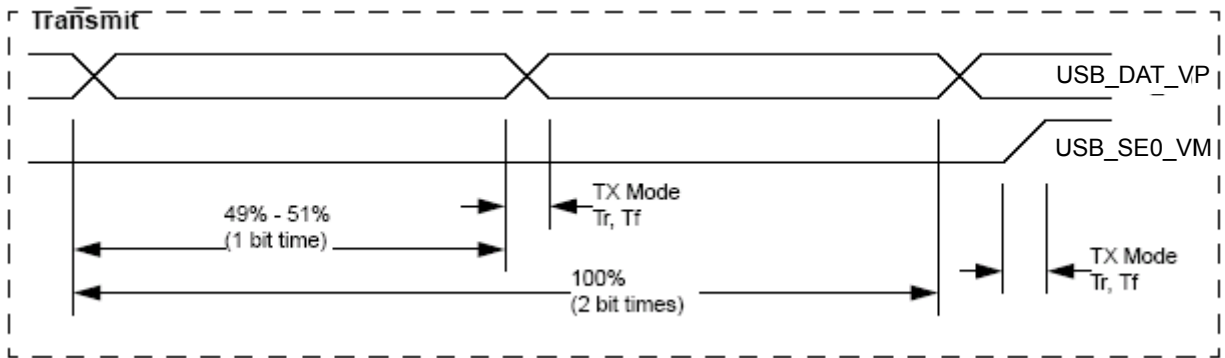 Transmit
USB_DAT_VP
USB_SE0_VM
TX Mode
Tr, Tf
49% - 51%
(1 bit time)
TX Mode
Tr, Tf
100%
(2 bit times)